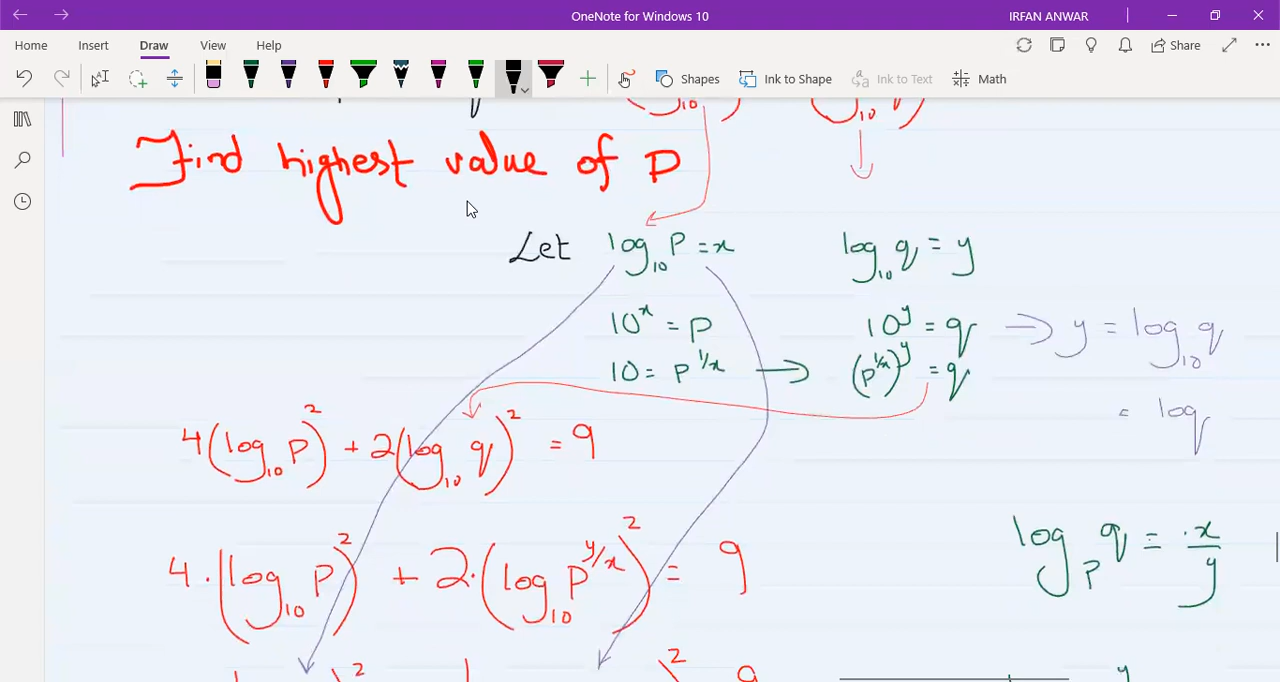 OneNote for Windows 10
IRFAN ANWAR
Home Insert Draw View Help
Share
Shapes Ink to Shape Ink to Text Math
Find highest value of P
Let log₁₀ P = x log₁₀ q = y
10^x = P 10^y = q → y = log₁₀ q
10 = P^(1/x) → (P^(1/x))^y = q
= log q
4(log₁₀ P)² + 2(log₁₀ q)² = 9
log_P q = x/y
4·(log₁₀ P)² + 2·(log₁₀ P^(y/x))² = 9